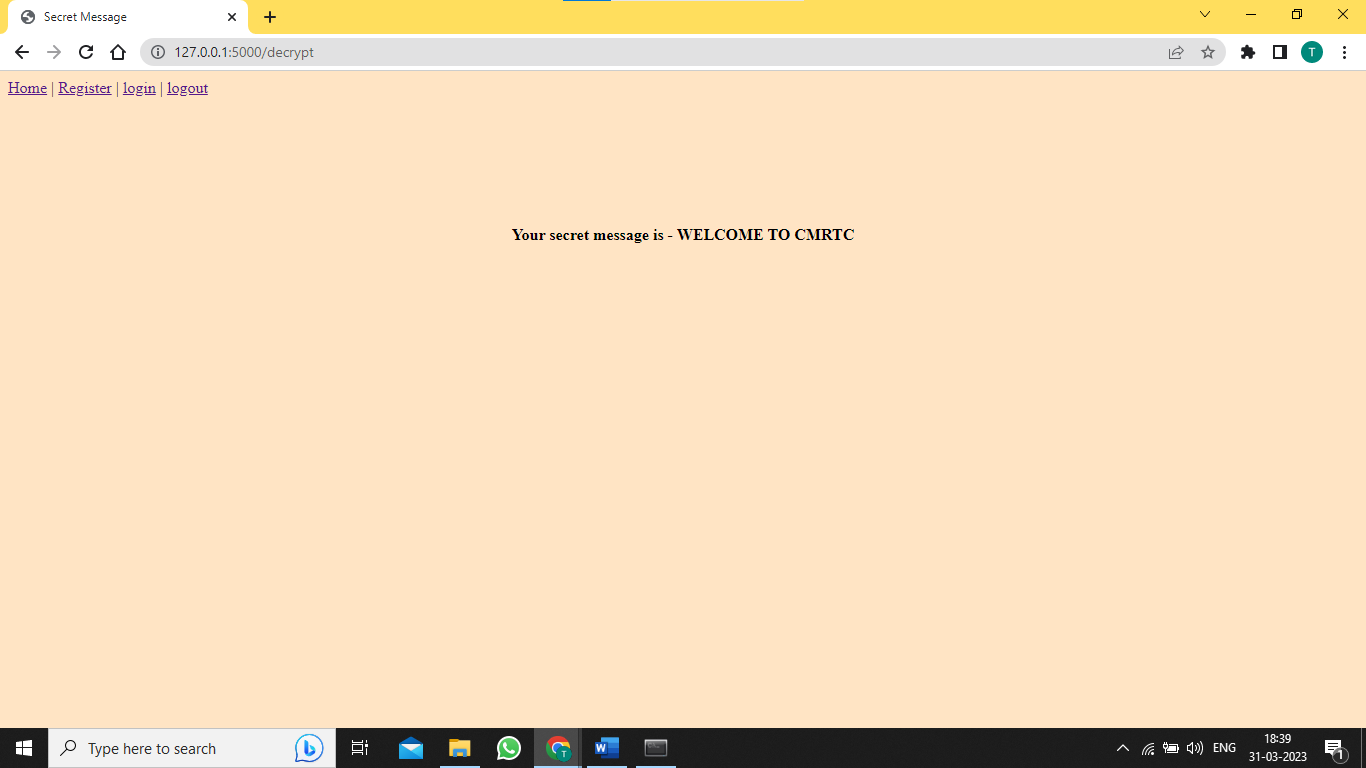 Secret Message
127.0.0.1:5000/decrypt
T
Home | Register | login | logout
Your secret message is - WELCOME TO CMRTC
Type here to search
T
W
ENG
18:39
31-03-2023
1